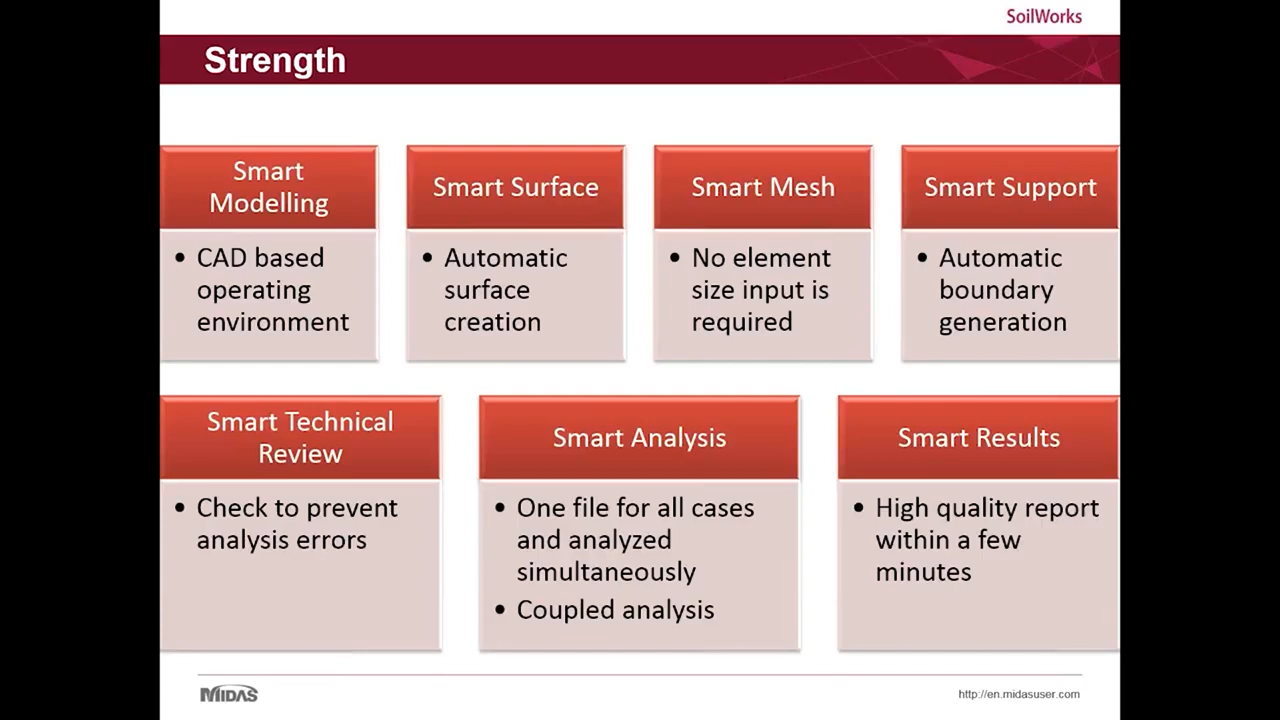 SoilWorks
Strength
Smart
Modelling
• CAD based
operating
environment
Smart Surface
• Automatic
surface
creation
Smart Mesh
• No element
size input is
required
Smart Support
• Automatic
boundary
generation
Smart Technical
Review
• Check to prevent
analysis errors
Smart Analysis
• One file for all cases
and analyzed
simultaneously
• Coupled analysis
Smart Results
• High quality report
within a few
minutes
MIDAS
http://en.midasuser.com